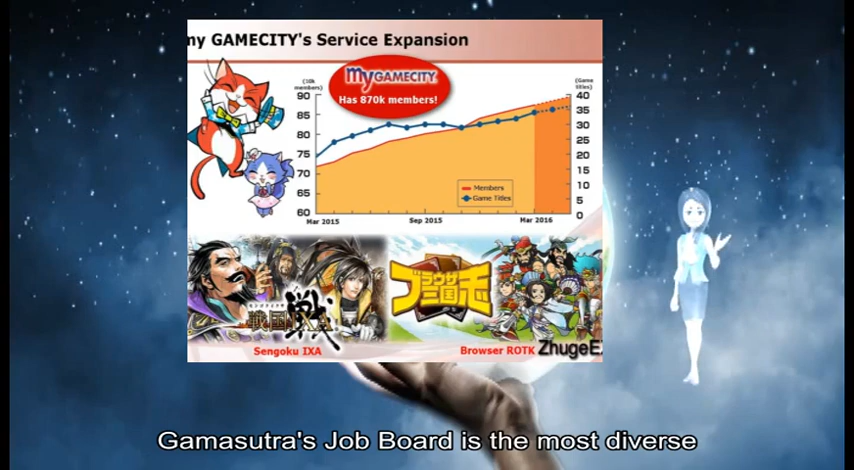 my GAMECITY's Service Expansion
(10k
members)
(Game
titles)
my GAMECITY
Has 870k members!
90
85
80
75
70
65
60
40
35
30
25
20
15
10
5
0
Members
Game Titles
Mar 2015
Sep 2015
Mar 2016
戦国IXA
ブラウザ
三国志
Sengoku IXA
Browser ROTK
ZhugeEX
Gamasutra's Job Board is the most diverse